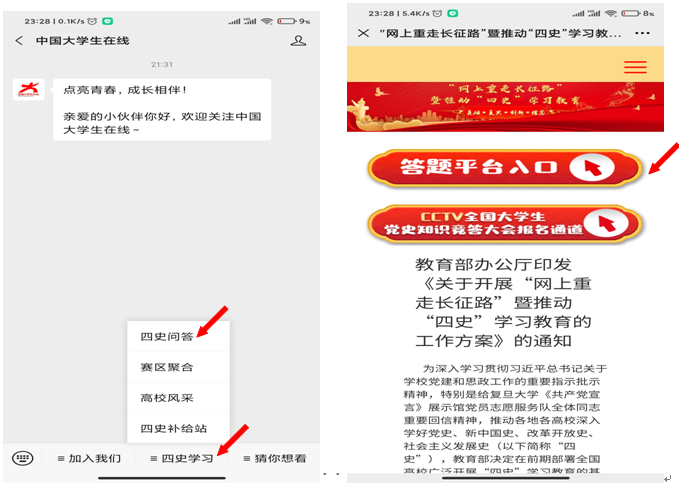 23:28 | 0.1K/s
9%
中国大学生在线
21:31
点亮青春，成长相伴！
亲爱的小伙伴你好，欢迎关注中国
大学生在线~
四史问答
赛区聚合
高校风采
四史补给站
加入我们
四史学习
猜你想看
23:28 | 5.4K/s
8%
“网上重走长征路”暨推动“四史”学习教...
“网上重走长征路”
暨推动“四史”学习教育
答题平台入口
CCTV全国大学生
党史知识竞答大会报名通道
教育部办公厅印发
《关于开展“网上重
走长征路”暨推动
“四史”学习教育的
工作方案》的通知
为深入学习贯彻习近平总书记关于
学校党建和思政工作的重要指示批示
精神，特别是给复旦大学《共产党宣
言》展示馆党员志愿服务队全体同志
重要回信精神，推动各地各高校深入
学好党史、新中国史、改革开放史、
社会主义发展史（以下简称“四
史”），教育部决定在前期部署全国
高校广泛开展“四史”学习教育的基